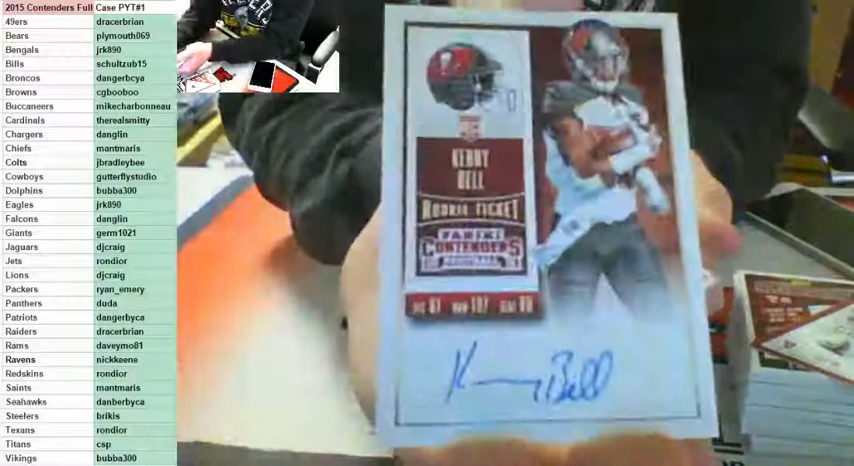 2015 Contenders Full Case PYT#1
49ers dracerbrian
Bears plymouth069
Bengals jrk890
Bills schultzub15
Broncos dangerbcya
Browns cgbooboo
Buccaneers mikecharbonneau
Cardinals therealsmitty
Chargers danglin
Chiefs mantmaris
Colts jbradleybee
Cowboys gutterflystudio
Dolphins bubba300
Eagles jrk890
Falcons danglin
Giants germ1021
Jaguars djcraig
Jets rondior
Lions djcraig
Packers ryan_emery
Panthers duda
Patriots dangerbyca
Raiders dracerbrian
Rams daveymo81
Ravens nickkeene
Redskins rondior
Saints mantmaris
Seahawks danberbyca
Steelers brikis
Texans rondior
Titans csp
Vikings bubba300
KENNY
BELL
ROOKIE TICKET
PANINI
CONTENDERS
Kenny Bell